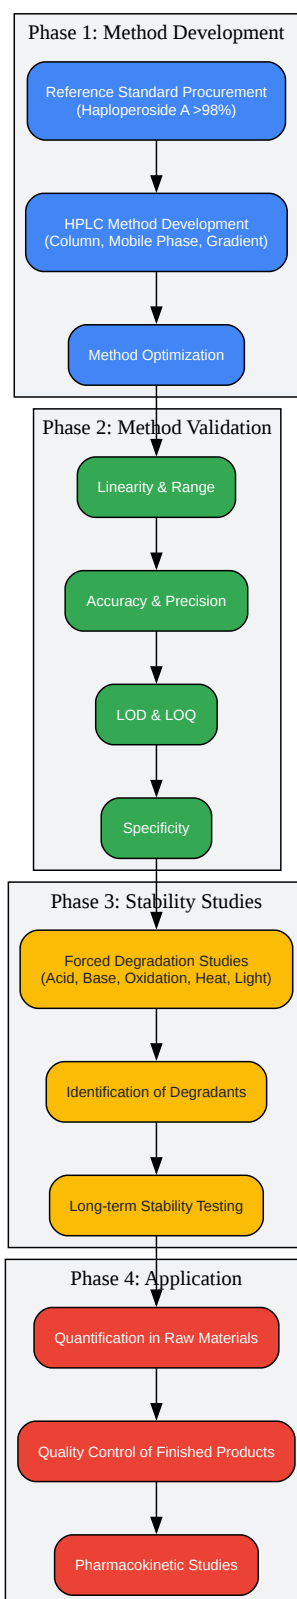 Phase 1: Method Development
Reference Standard Procurement
(Haploperoside A >98%)
HPLC Method Development
(Column, Mobile Phase, Gradient)
Method Optimization
Phase 2: Method Validation
Linearity & Range
Accuracy & Precision
LOD & LOQ
Specificity
Phase 3: Stability Studies
Forced Degradation Studies
(Acid, Base, Oxidation, Heat, Light)
Identification of Degradants
Long-term Stability Testing
Phase 4: Application
Quantification in Raw Materials
Quality Control of Finished Products
Pharmacokinetic Studies